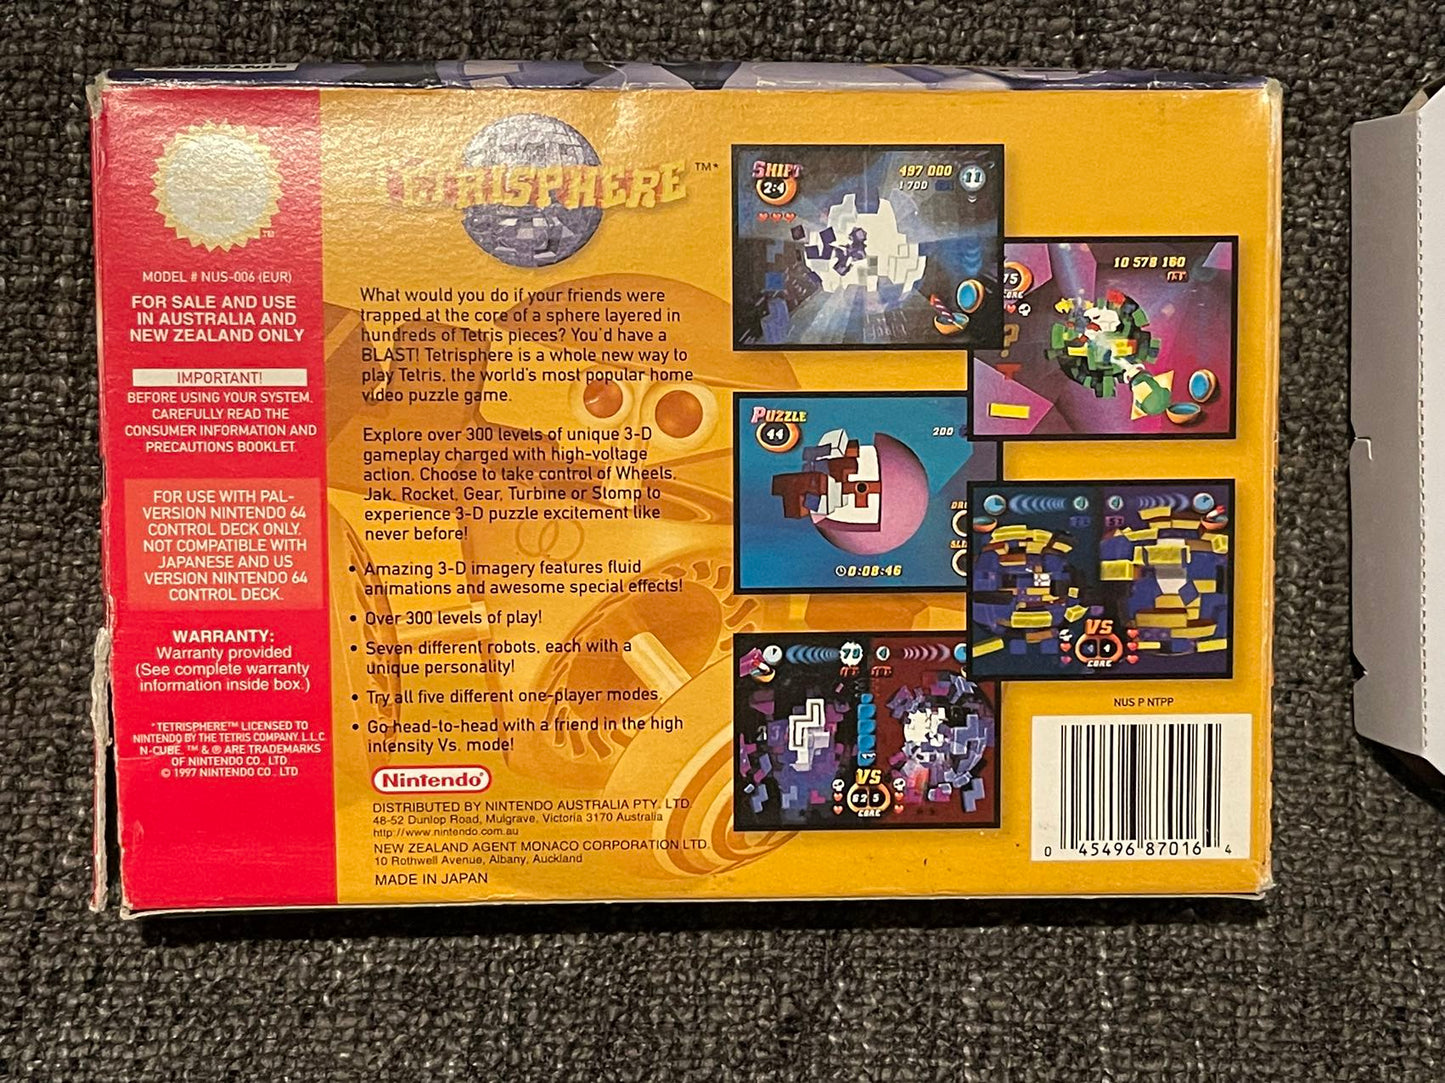 TM
MODEL # NUS-006 (EUR)
FOR SALE AND USE
IN AUSTRALIA AND
NEW ZEALAND ONLY
IMPORTANT!
BEFORE USING YOUR SYSTEM.
CAREFULLY READ THE
CONSUMER INFORMATION AND
PRECAUTIONS BOOKLET.
FOR USE WITH PAL-
VERSION NINTENDO 64
CONTROL DECK ONLY.
NOT COMPATIBLE WITH
JAPANESE AND US
VERSION NINTENDO 64
CONTROL DECK.
WARRANTY:
Warranty provided
(See complete warranty
information inside box.)
*TETRISPHERE™ LICENSED TO
NINTENDO BY THE TETRIS COMPANY, L.L.C.
N-CUBE, ™ & ® ARE TRADEMARKS
OF NINTENDO CO., LTD.
© 1997 NINTENDO CO., LTD
TETRISPHERE™*
What would you do if your friends were
trapped at the core of a sphere layered in
hundreds of Tetris pieces? You'd have a
BLAST! Tetrisphere is a whole new way to
play Tetris, the world's most popular home
video puzzle game.
Explore over 300 levels of unique 3-D
gameplay charged with high-voltage
action. Choose to take control of Wheels,
Jak, Rocket, Gear, Turbine or Stomp to
experience 3-D puzzle excitement like
never before!
• Amazing 3-D imagery features fluid
animations and awesome special effects!
• Over 300 levels of play!
• Seven different robots, each with a
unique personality!
• Try all five different one-player modes.
• Go head-to-head with a friend in the high
intensity Vs. mode!
Nintendo®
DISTRIBUTED BY NINTENDO AUSTRALIA PTY. LTD.
48-52 Dunlop Road, Mulgrave, Victoria 3170 Australia
http://www.nintendo.com.au
NEW ZEALAND AGENT MONACO CORPORATION LTD.
10 Rothwell Avenue, Albany, Auckland
MADE IN JAPAN
SHIFT
2:4
497 000
1 700
11
75
CORE
10 578 160
PUZZLE
44
200
0:08:46
VS
4 4
CORE
78
VS
62 5
CORE
NUS P NTPP
0 45496 87016 4